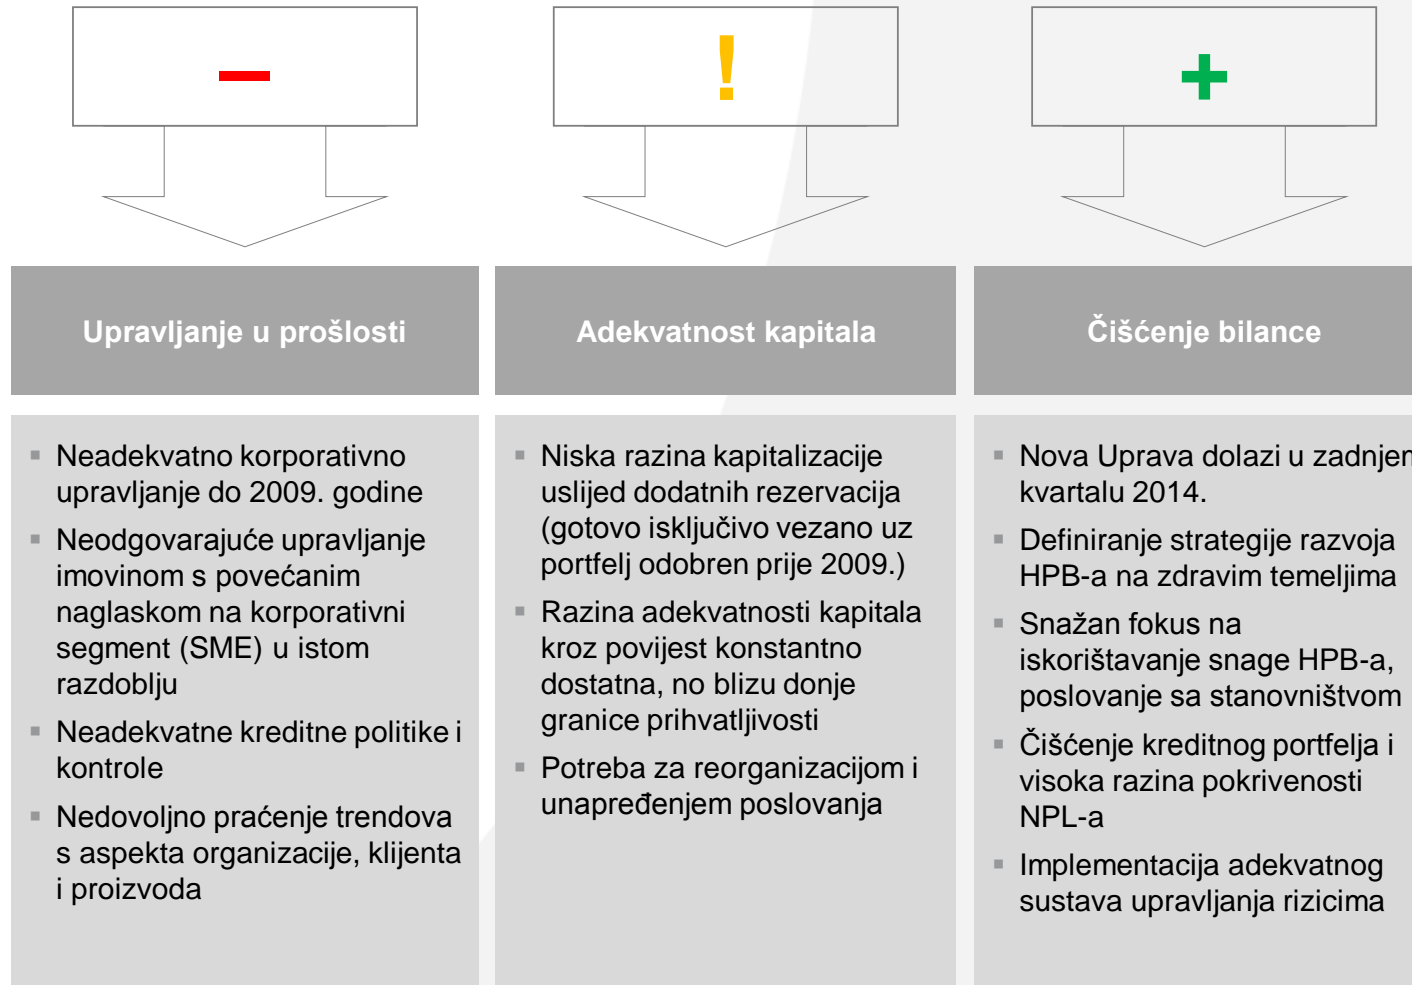 –
!
+
Upravljanje u prošlosti
Adekvatnost kapitala
Čišćenje bilance
▪ Neadekvatno korporativno
upravljanje do 2009. godine
▪ Neodgovarajuće upravljanje
imovinom s povećanim
naglaskom na korporativni
segment (SME) u istom
razdoblju
▪ Neadekvatne kreditne politike i
kontrole
▪ Nedovoljno praćenje trendova
s aspekta organizacije, klijenta
i proizvoda
▪ Niska razina kapitalizacije
uslijed dodatnih rezervacija
(gotovo isključivo vezano uz
portfelj odobren prije 2009.)
▪ Razina adekvatnosti kapitala
kroz povijest konstantno
dostatna, no blizu donje
granice prihvatljivosti
▪ Potreba za reorganizacijom i
unapređenjem poslovanja
▪ Nova Uprava dolazi u zadnjem
kvartalu 2014.
▪ Definiranje strategije razvoja
HPB-a na zdravim temeljima
▪ Snažan fokus na
iskorištavanje snage HPB-a,
poslovanje sa stanovništvom
▪ Čišćenje kreditnog portfelja i
visoka razina pokrivenosti
NPL-a
▪ Implementacija adekvatnog
sustava upravljanja rizicima